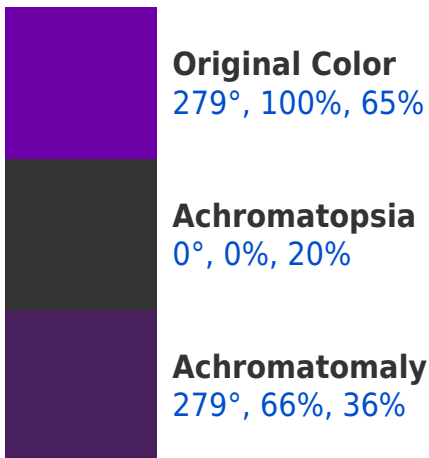 Original Color
279°, 100%, 65%
Achromatopsia
0°, 0%, 20%
Achromatomaly
279°, 66%, 36%